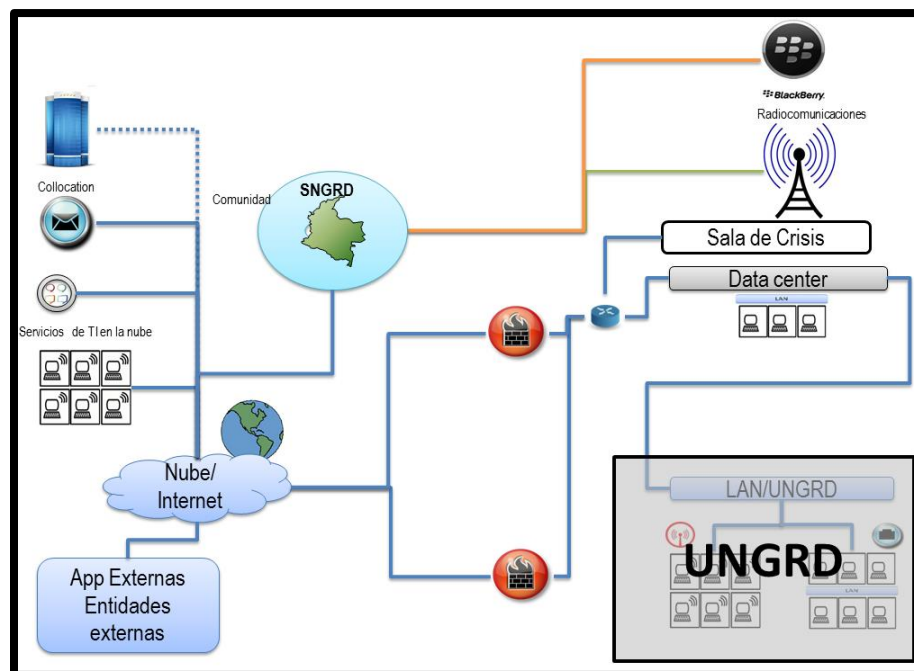 BlackBerry.
Radiocomunicaciones
Collocation
Comunidad
SNGRD
Sala de Crisis
Data center
LAN
Servicios de TI en la nube
Nube/
Internet
LAN/UNGRD
UNGRD
LAN
App Externas
Entidades
externas